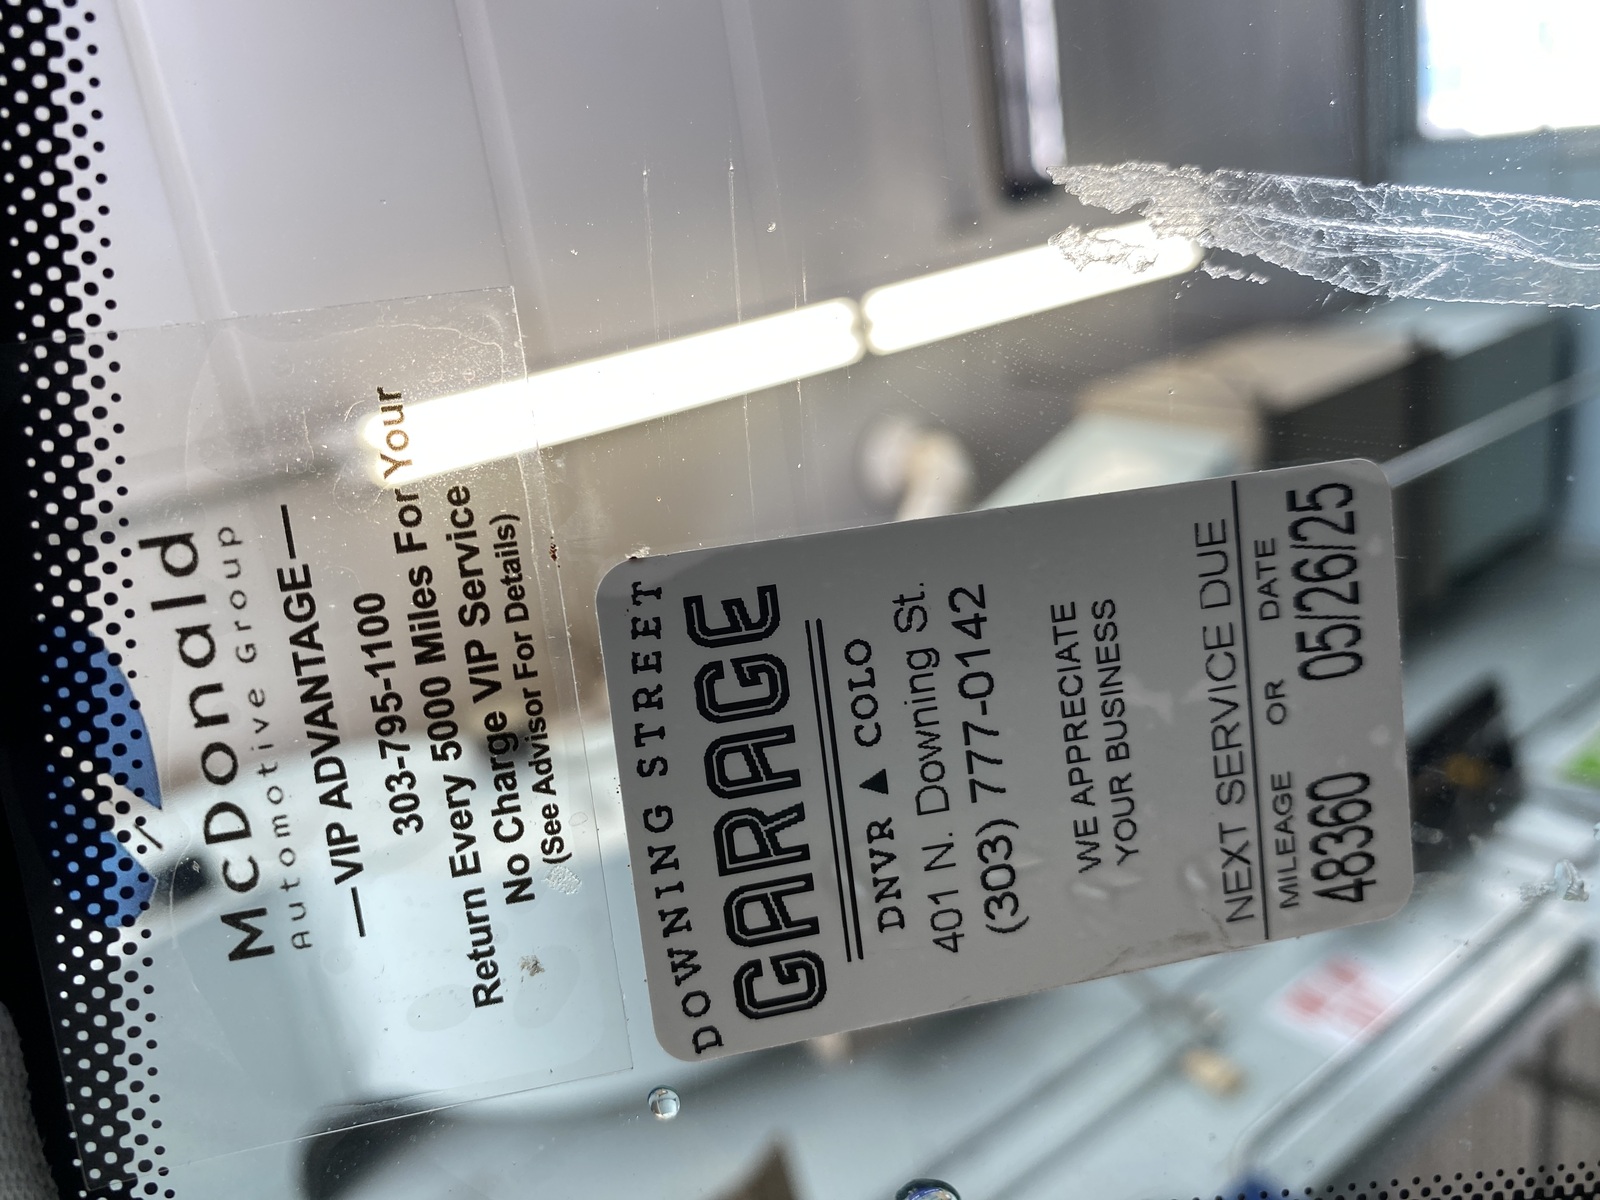 McDonald
Automotive Group
—VIP ADVANTAGE—
303-795-1100
Return Every 5000 Miles For Your
No Charge VIP Service
(See Advisor For Details)
DOWNING STREET
GARAGE
DNVR ▲ COLO
401 N. Downing St.
(303) 777-0142
WE APPRECIATE
YOUR BUSINESS
NEXT SERVICE DUE
MILEAGE OR DATE
48360 05/26/25